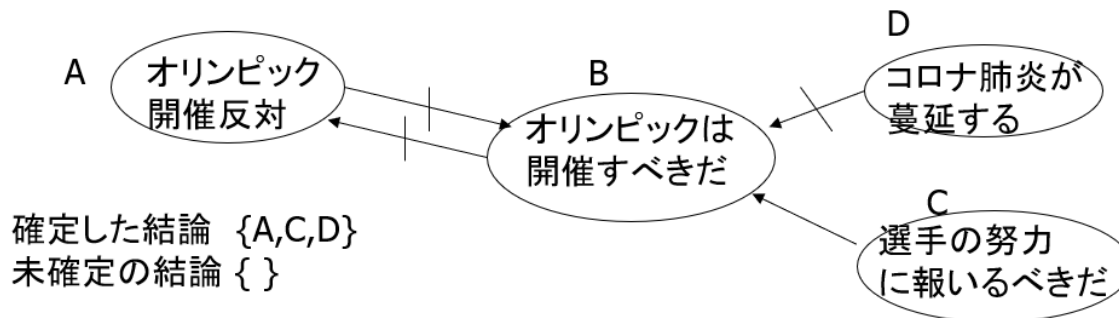 A
オリンピック
開催反対
B
オリンピックは
開催すべきだ
D
コロナ肺炎が
蔓延する
C
選手の努力
に報いるべきだ
確定した結論 {A,C,D}
未確定の結論 { }